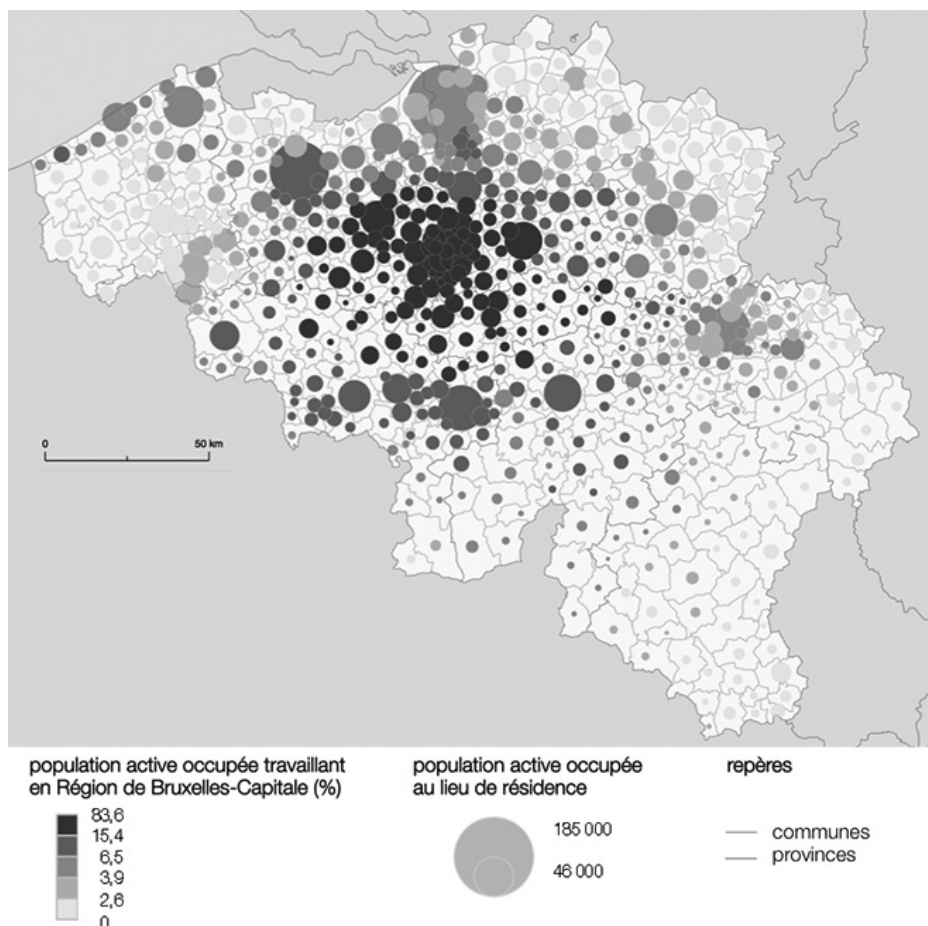 0
50 km
population active occupée travaillant
en Région de Bruxelles-Capitale (%)
83,6
15,4
6,5
3,9
2,6
0
population active occupée
au lieu de résidence
185 000
46 000
repères
communes
provinces